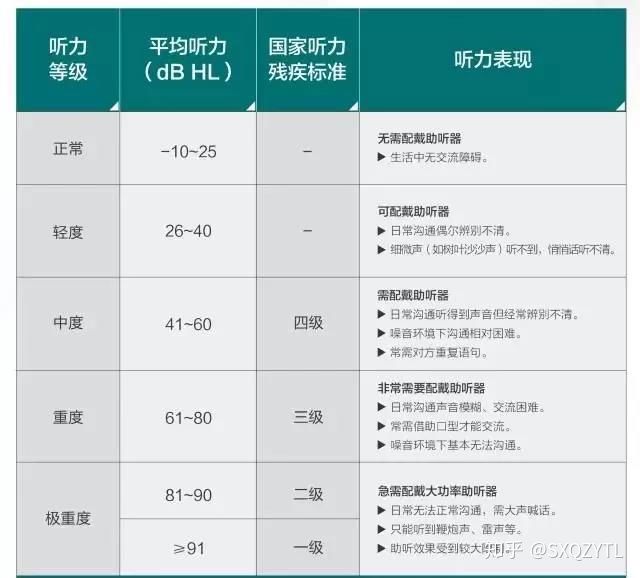 听力
等级
平均听力
（dB HL）
国家听力
残疾标准
听力表现
正常
-10~25
-
无需配戴助听器
▶ 生活中无交流障碍。
轻度
26~40
-
可配戴助听器
▶ 日常沟通偶尔辨别不清。
▶ 细微声（如树叶沙沙声）听不到，悄悄话听不清。
中度
41~60
四级
需配戴助听器
▶ 日常沟通听得到声音但经常辨别不清。
▶ 噪音环境下沟通相对困难。
▶ 常需对方重复语句。
重度
61~80
三级
非常需要配戴助听器
▶ 日常沟通声音模糊、交流困难。
▶ 常需借助口型才能交流。
▶ 噪音环境下基本无法沟通。
极重度
81~90
二级
≥91
一级
急需配戴大功率助听器
▶ 日常无法正常沟通，需大声喊话。
▶ 只能听到鞭炮声、雷声等。
▶ 助听效果受到较大限制。
知乎 @SXQZYTL